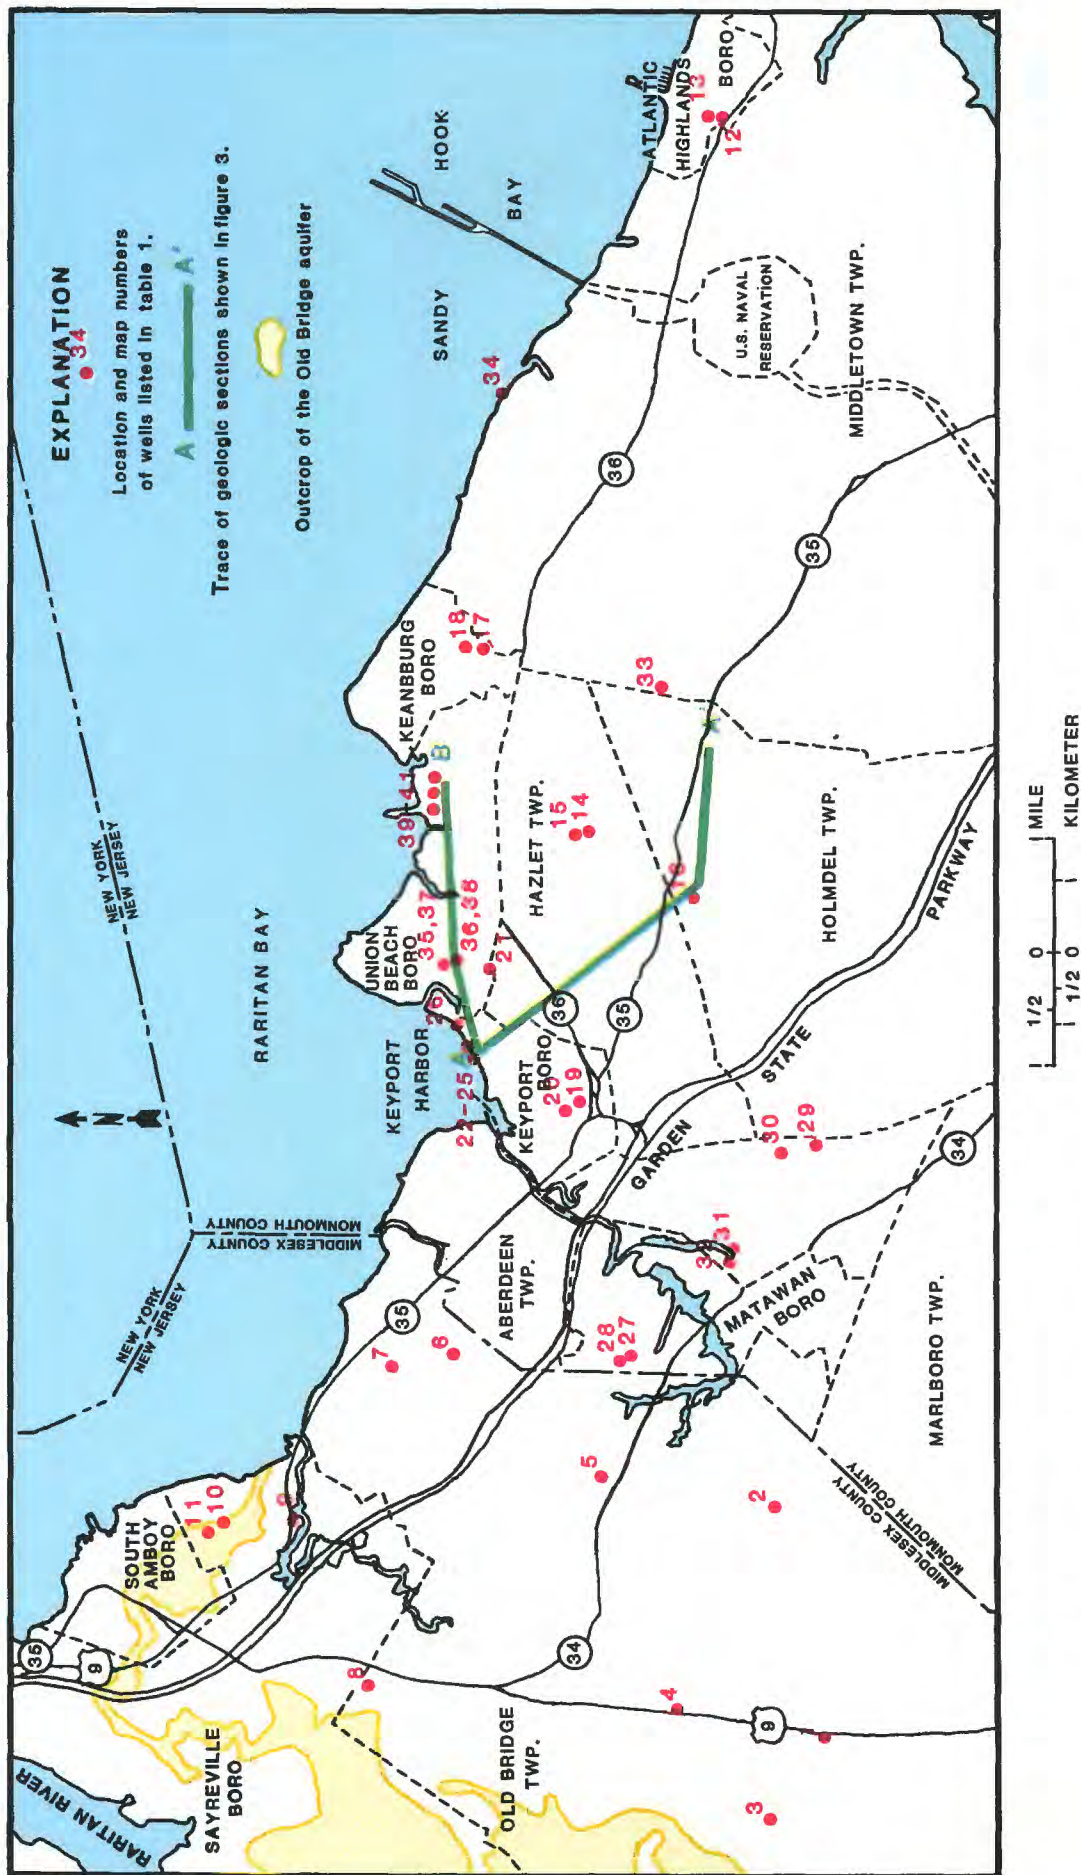 EXPLANATION
34
Location and map numbers
of wells listed in table 1.
A A'
Trace of geologic sections shown in figure 3.
Outcrop of the Old Bridge aquifer
NEW YORK
NEW JERSEY
NEW YORK
NEW JERSEY
RARITAN RIVER
35
9
SOUTH
AMBOY
BORO
11
10
9
SAYREVILLE
BORO
8
MIDDLESEX COUNTY
MONMOUTH COUNTY
N
RARITAN BAY
SANDY
HOOK
BAY
KEYPORT
HARBOR
UNION
BEACH
BORO
KEANBBURG
BORO
ATLANTIC
HIGHLANDS
BORO
13
12
7
6
35
22-25
A
26
35,37
36,38
39-41
B
18
17
34
21
OLD BRIDGE
TWP.
34
5
ABERDEEN
TWP.
KEYPORT
BORO
20
19
36
35
HAZLET TWP.
15
14
36
28
27
GARDEN
STATE
PARKWAY
33
16
A'
U.S. NAVAL
RESERVATION
MIDDLETOWN TWP.
35
4
9
3
2
MATAWAN
BORO
31
30
29
HOLMDEL TWP.
34
MARLBORO TWP.
MIDDLESEX COUNTY
MONMOUTH COUNTY
1/2 0 1 MILE
1/2 0 1 KILOMETER